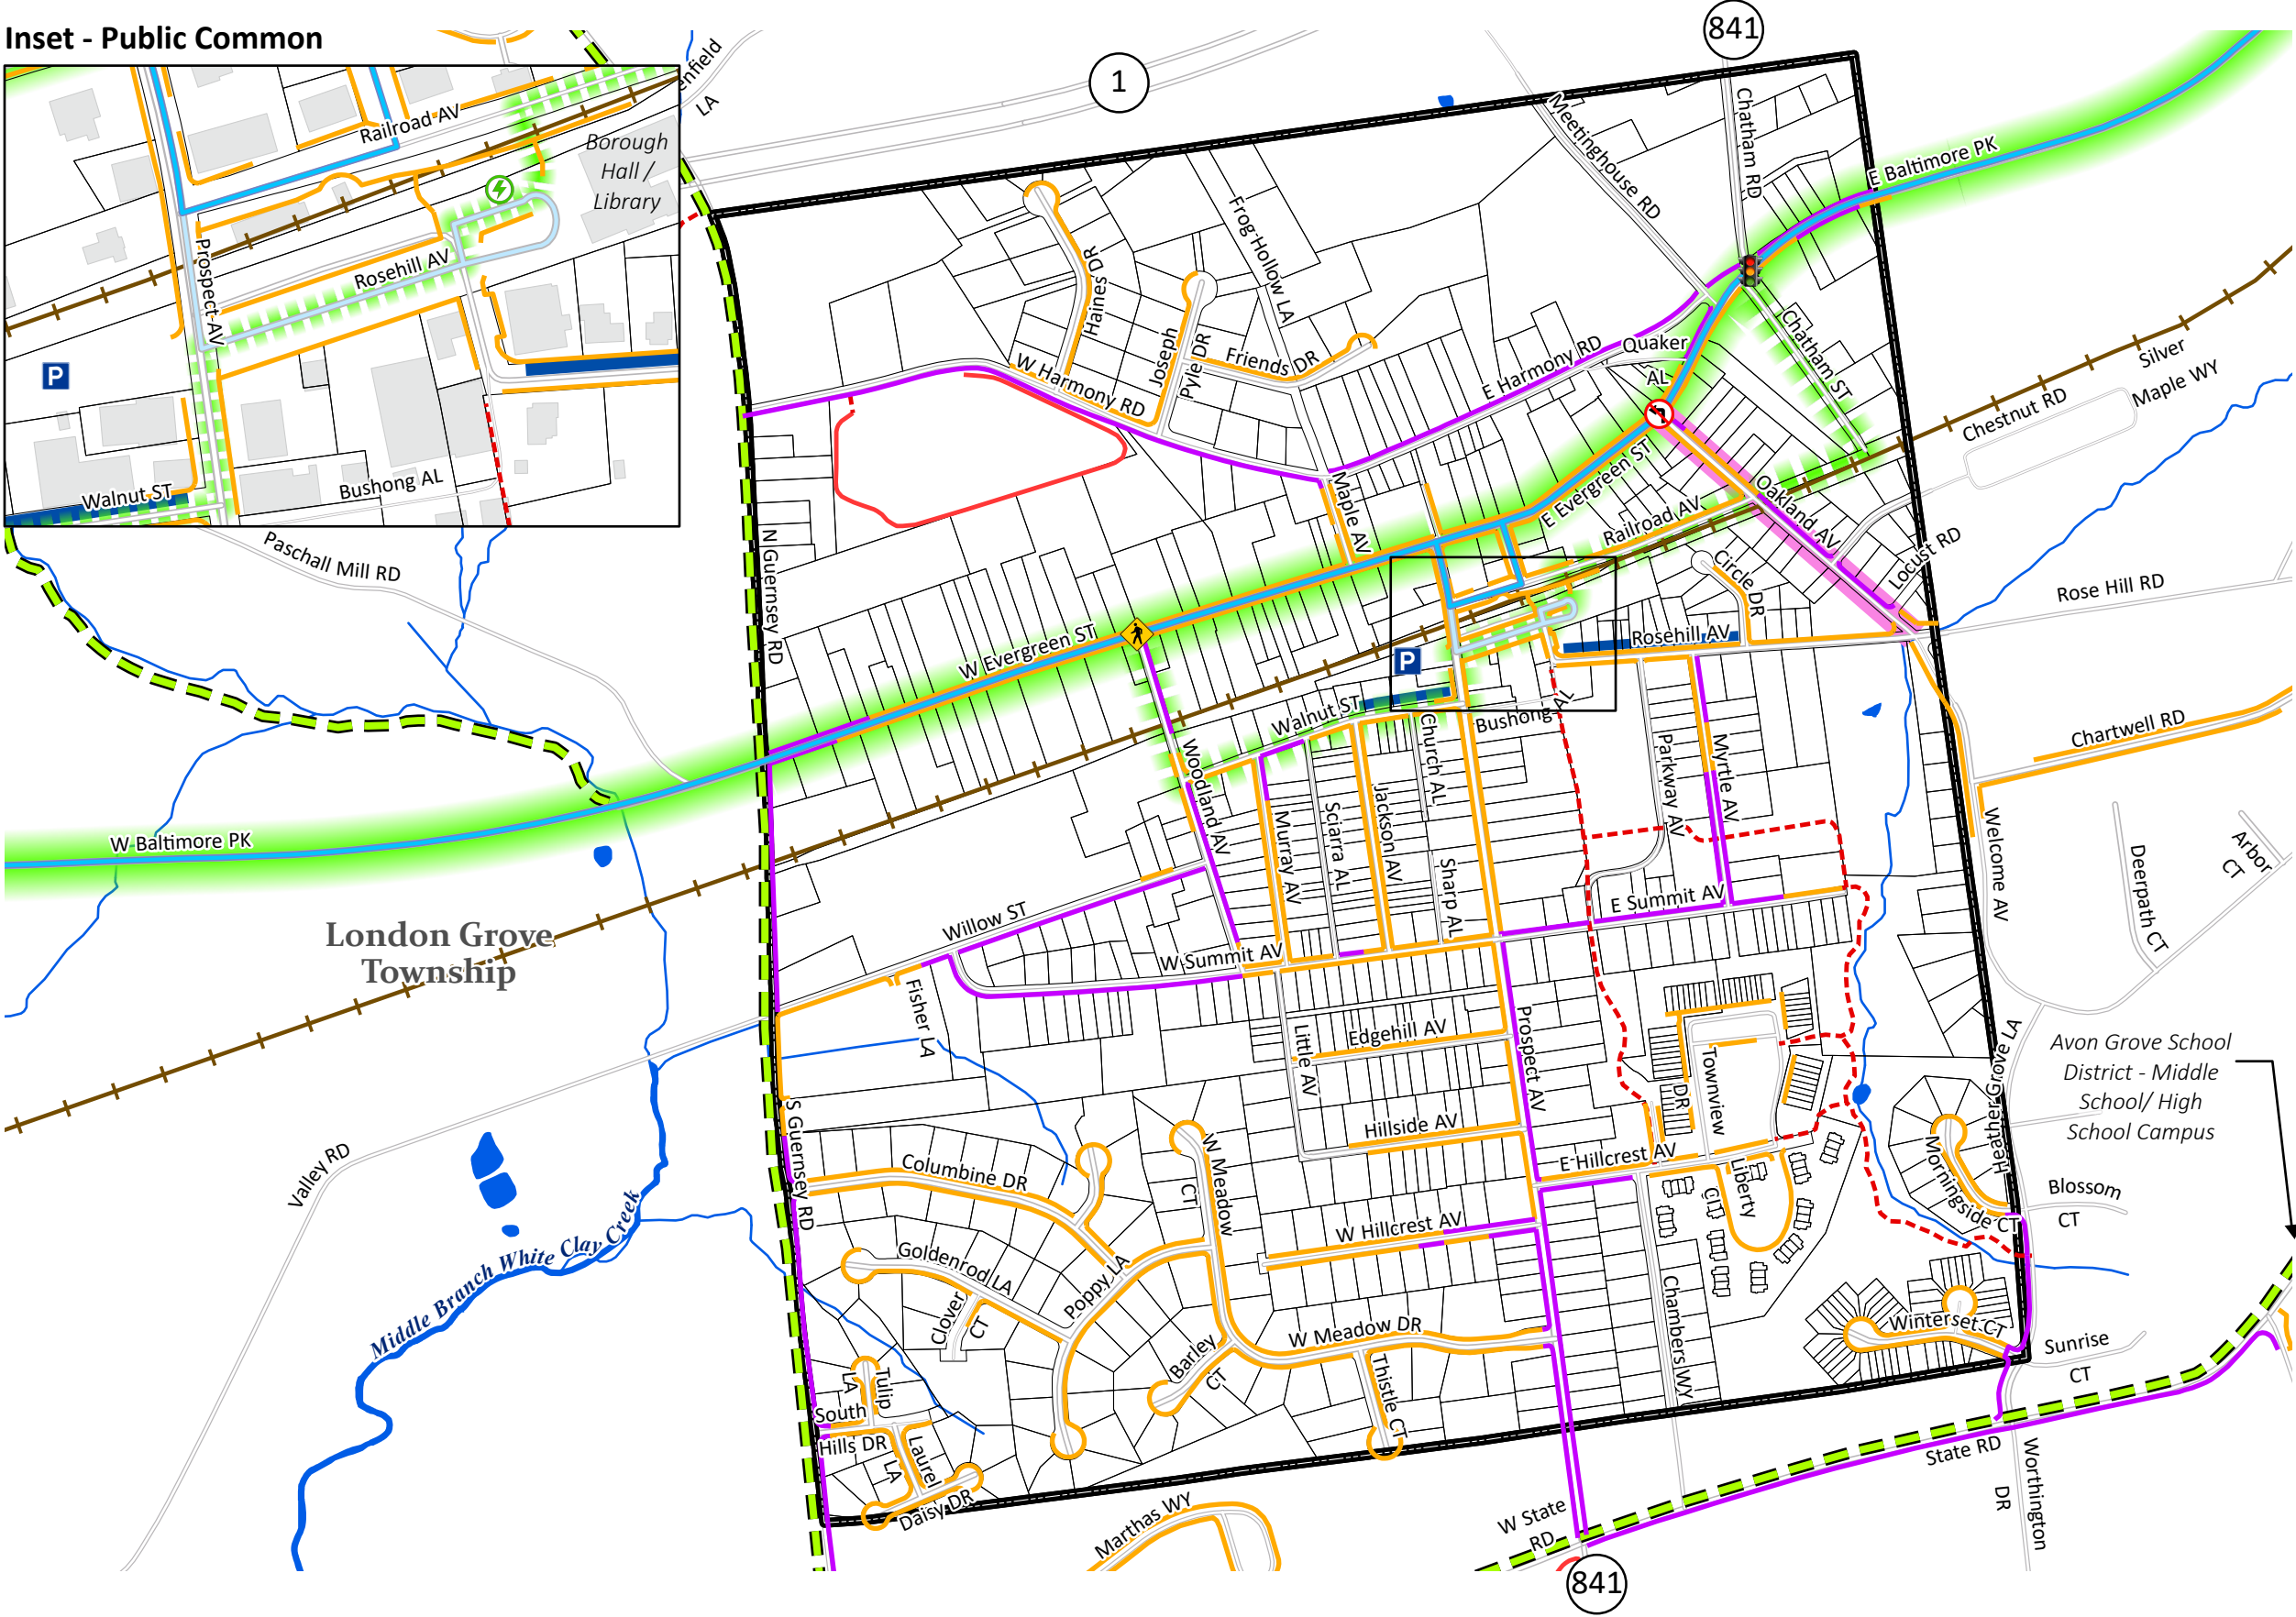 Inset - Public Common
enfield
LA
1
841
Railroad AV
Borough
Hall /
Library
Prospect AV
Rosehill AV
P
Walnut ST
Bushong AL
Meetinghouse RD
Chatham RD
E Baltimore PK
Haines DR
Frog Hollow LA
Joseph
Pyle DR
Friends DR
W Harmony RD
E Harmony RD
Quaker
AL
Chatham ST
Silver
Maple WY
Chestnut RD
Maple AV
E Evergreen ST
Railroad AV
Oakland AV
Locust RD
Circle DR
Rose Hill RD
Paschall Mill RD
N Guernsey RD
W Evergreen ST
P
Rosehill AV
Walnut ST
Bushong AL
Church AL
Parkway AV
Myrtle AV
Chartwell RD
W Baltimore PK
Woodland AV
Murray AV
Sciarra AL
Jackson AV
Sharp AL
Welcome AV
Deerpath CT
Arbor
CT
London Grove
Township
Willow ST
W Summit AV
E Summit AV
Fisher LA
Little AV
Edgehill AV
Prospect AV
Townview
DR
Heather Grove LA
Avon Grove School
District - Middle
School/ High
School Campus
Valley RD
S Guernsey RD
Columbine DR
W Meadow
CT
Hillside AV
E Hillcrest AV
Liberty
CI
Morningside CT
Blossom
CT
Middle Branch White Clay Creek
Goldenrod LA
Poppy LA
W Hillcrest AV
Clover
CT
Barley
CT
W Meadow DR
Thistle CT
Chambers WY
Winterset CT
Sunrise
CT
Tulip
LA
South
Hills DR
Laurel
LA
Daisy DR
Marthas WY
W State
RD
State RD
Worthington
DR
841